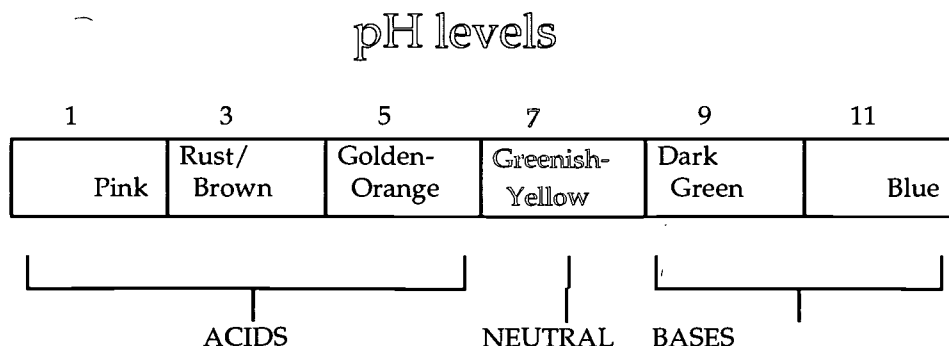 pH levels
1 3 5 7 9 11
Rust/ Golden- Greenish- Dark
Pink Brown Orange Yellow Green Blue
ACIDS NEUTRAL BASES